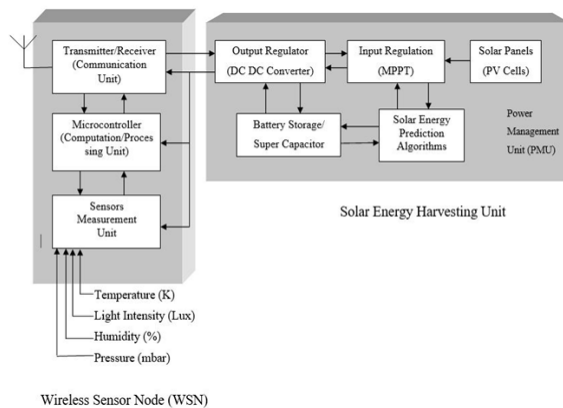 Transmitter/Receiver
(Communication
Unit)
Output Regulator
(DC DC Converter)
Input Regulation
(MPPT)
Solar Panels
(PV Cells)
Microcontroller
(Computation/Proces
sing Unit)
Battery Storage/
Super Capacitor
Solar Energy
Prediction
Algorithms
Power
Management
Unit (PMU)
Sensors
Measurement
Unit
Solar Energy Harvesting Unit
Temperature (K)
Light Intensity (Lux)
Humidity (%)
Pressure (mbar)
Wireless Sensor Node (WSN)